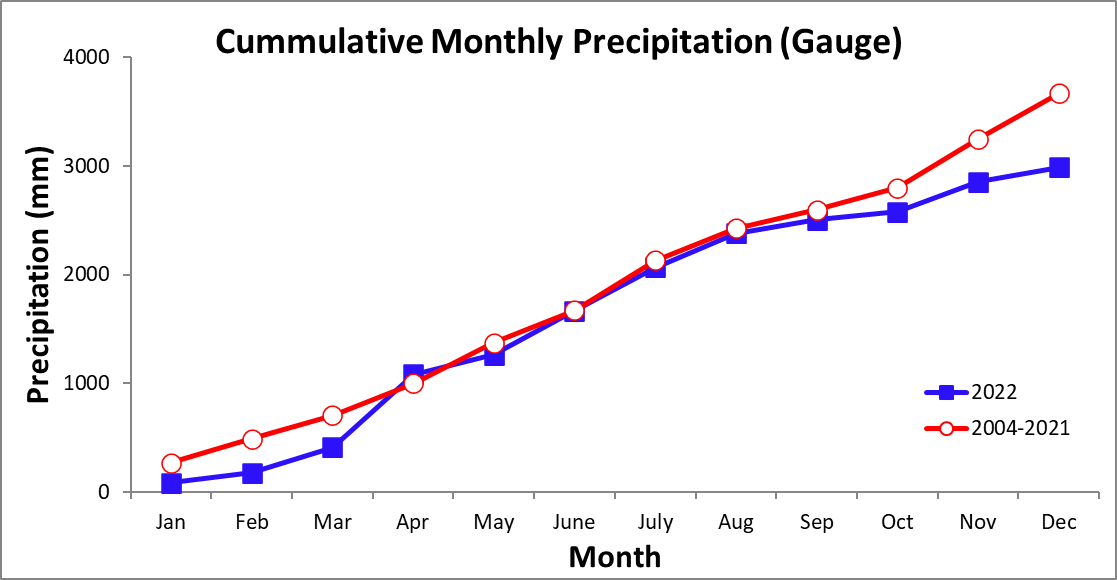 Cummulative Monthly Precipitation (Gauge)
4000
3000
2000
1000
0
Precipitation (mm)
Jan Feb Mar Apr May June July Aug Sep Oct Nov Dec
Month
2022
2004-2021